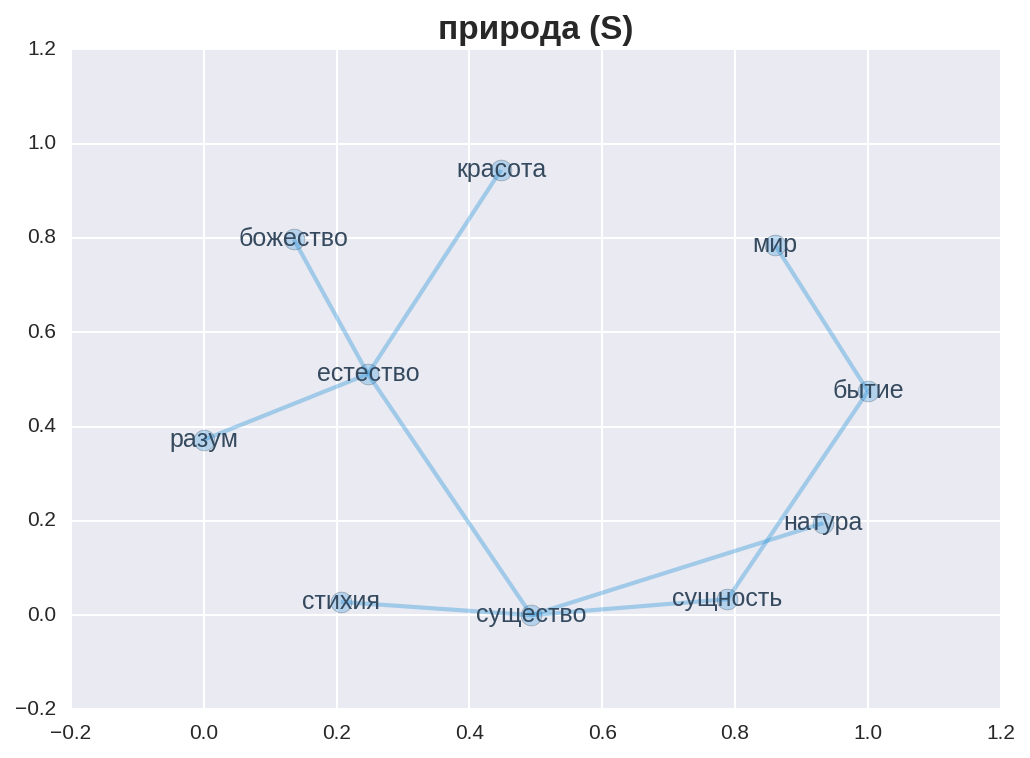 природа (S)
1.2
1.0
красота
0.8
божество
мир
0.6
естество
бытие
0.4
разум
0.2
натура
стихия
сущность
0.0
существо
−0.2
−0.2 0.0 0.2 0.4 0.6 0.8 1.0 1.2